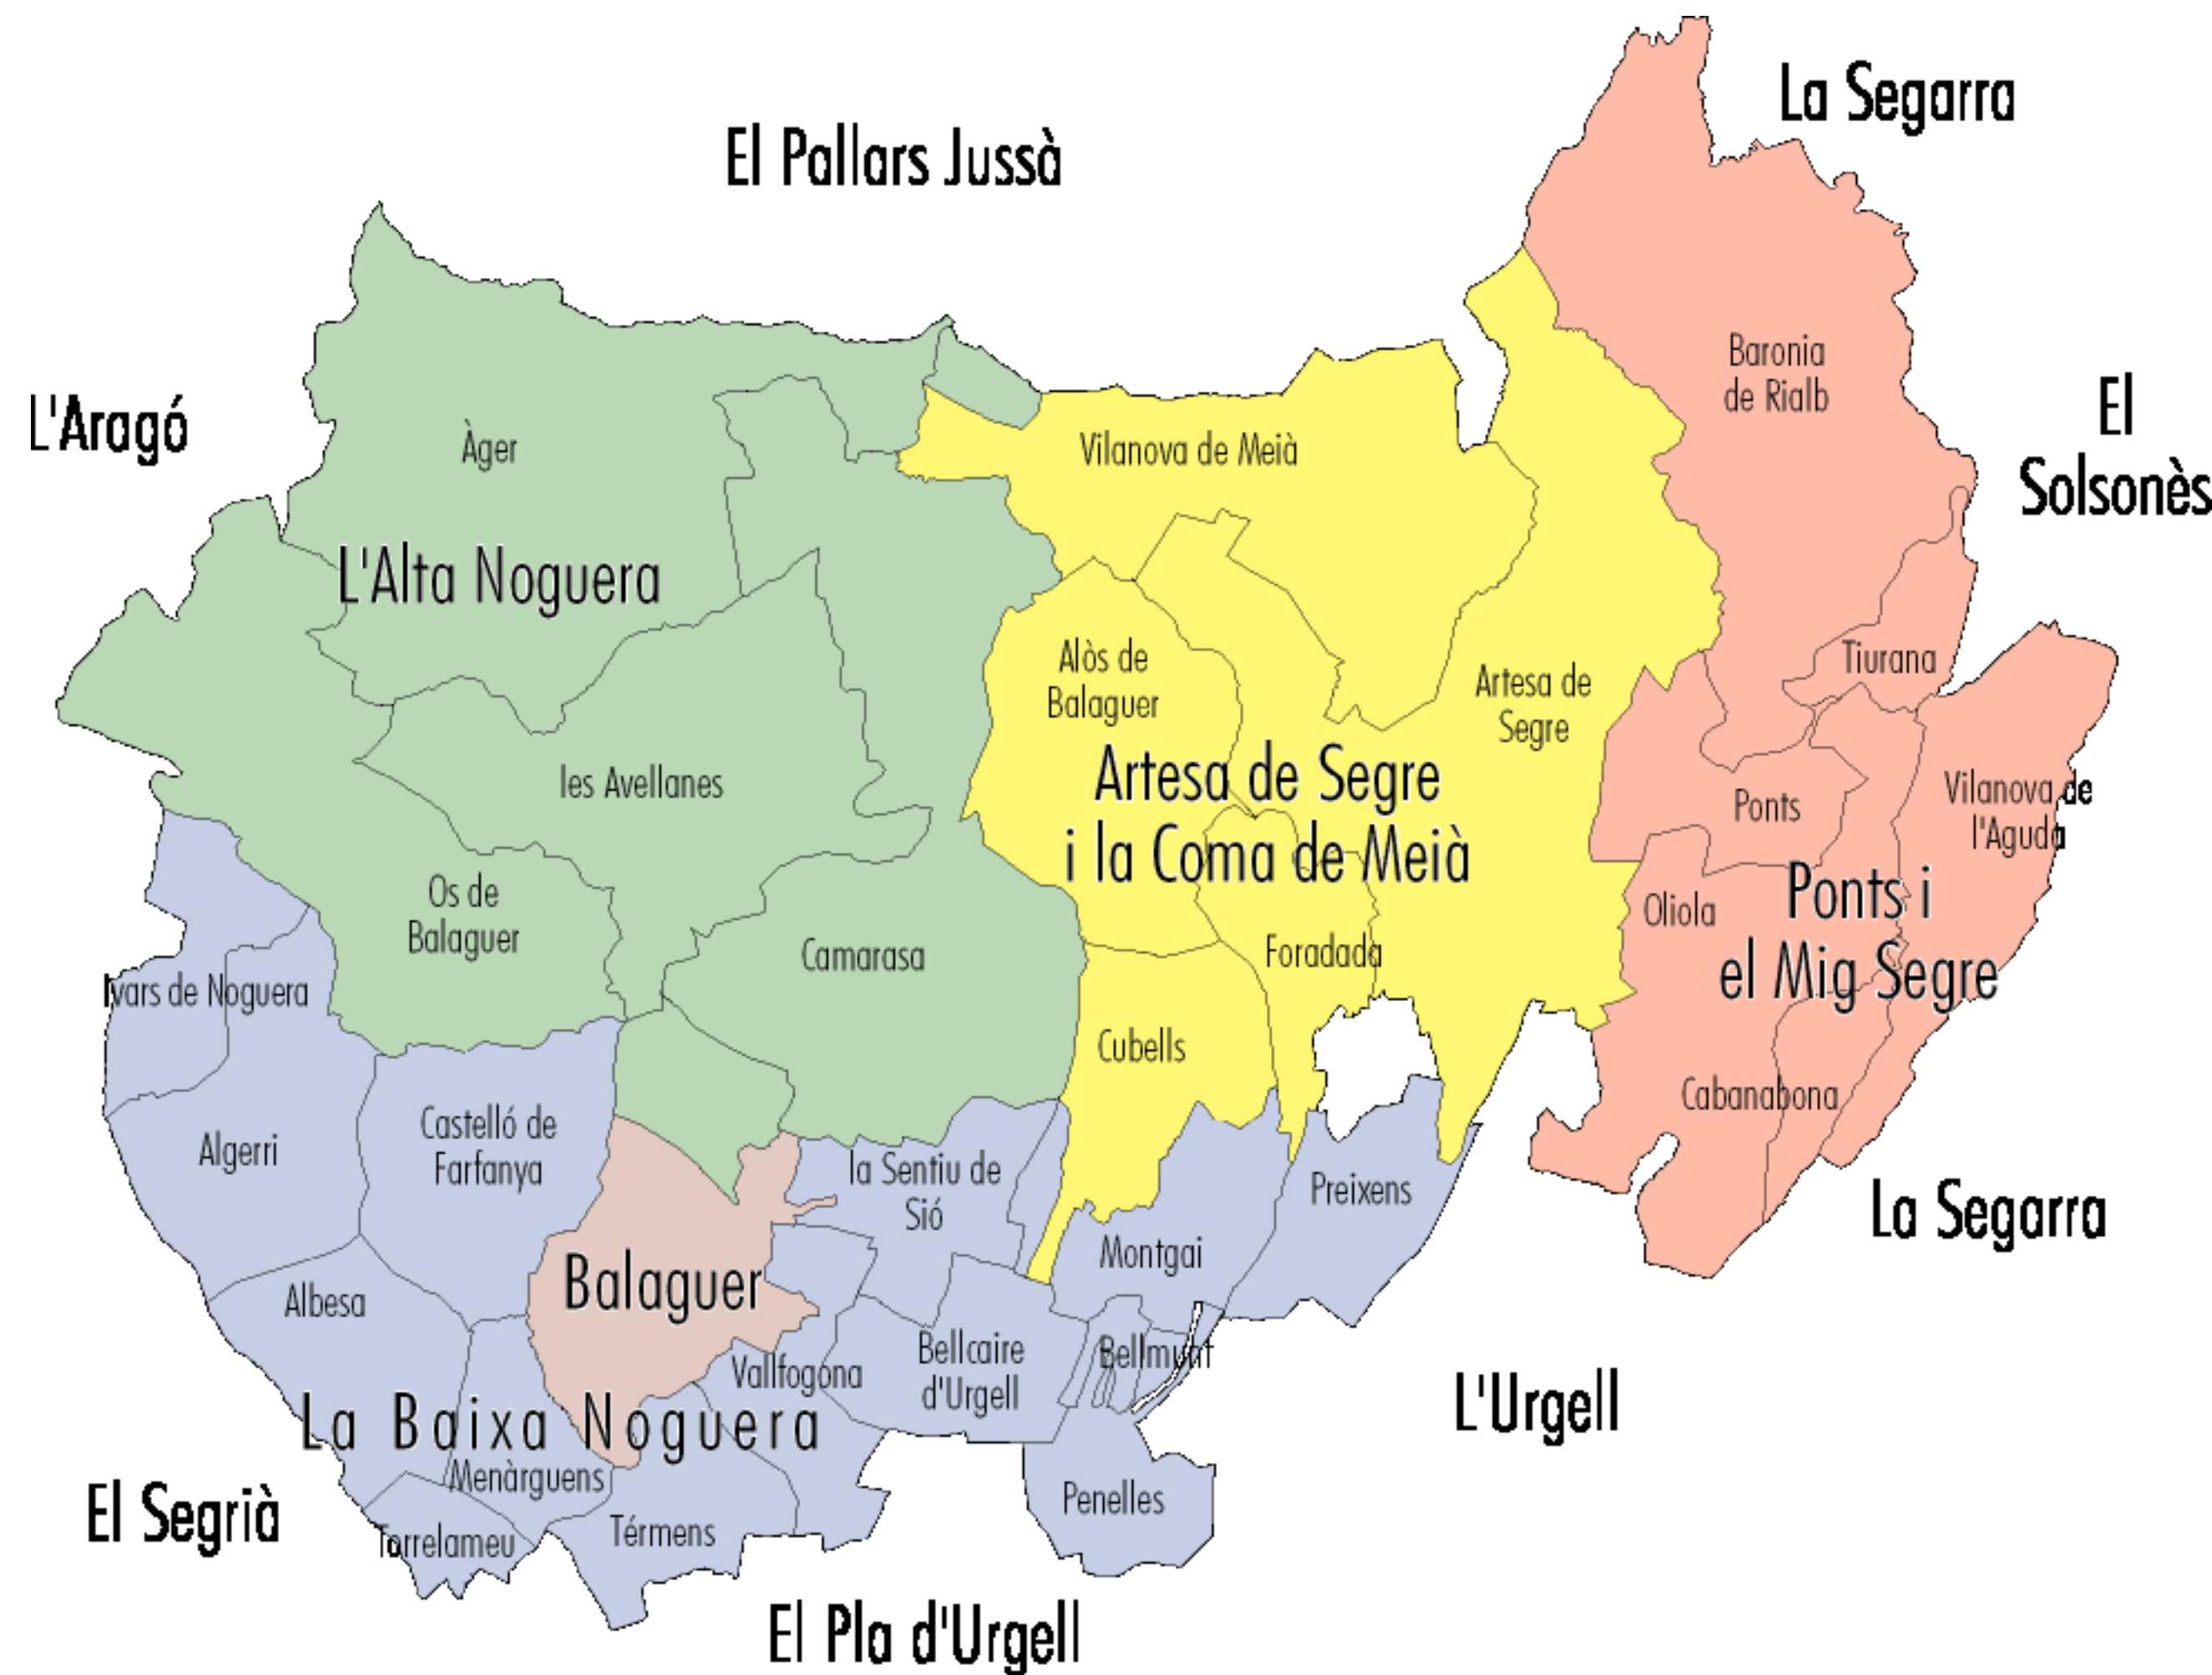 La Segarra
El Pallars Jussà
Baronia
de Rialb
L'Aragó
El
Solsonès
Àger
Vilanova de Meià
L'Alta Noguera
Alòs de
Balaguer
Artesa de
Segre
Tiurana
les Avellanes
Artesa de Segre
i la Coma de Meià
Ponts
Vilanova de
l'Aguda
Os de
Balaguer
Camarasa
Foradada
Oliola
Ponts i
el Mig Segre
Ivars de Noguera
Cubells
Cabanabona
Algerri
Castelló de
Farfanya
la Sentiu de
Sió
Preixens
La Segarra
Montgai
Balaguer
Albesa
Vallfogona
Bellcaire
d'Urgell
Bellmunt
L'Urgell
La Baixa Noguera
Menàrguens
Penelles
El Segrià
Torrelameu
Térmens
El Pla d'Urgell